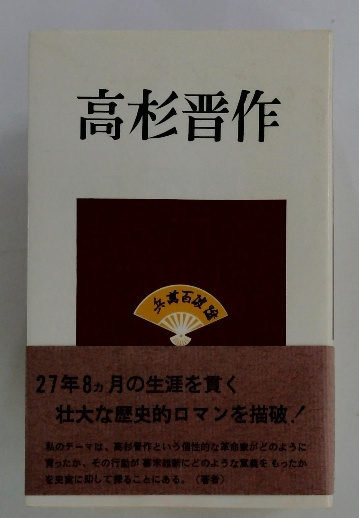 高杉晋作
27年8ヵ月の生涯を貫く
壮大な歴史的ロマンを描破!
私のテーマは、高杉晋作という個性的な革命家がどのように
育ったか、その行動が幕末維新にどのような意義をもったか
を史実に即して探ることにある。(著者)